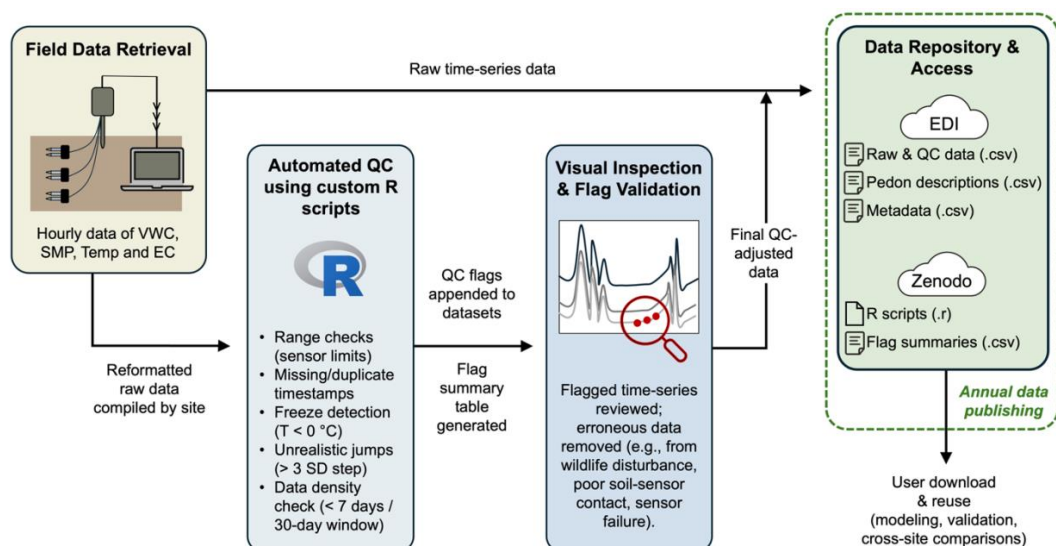 Field Data Retrieval
Hourly data of VWC,
SMP, Temp and EC
Raw time-series data
Reformatted
raw data
compiled by site
Automated QC
using custom R
scripts
R
• Range checks
(sensor limits)
• Missing/duplicate
timestamps
• Freeze detection
(T < 0 °C)
• Unrealistic jumps
(> 3 SD step)
• Data density
check (< 7 days /
30-day window)
QC flags
appended to
datasets
Flag
summary
table
generated
Visual Inspection
& Flag Validation
Flagged time-series
reviewed;
erroneous data
removed (e.g., from
wildlife disturbance,
poor soil-sensor
contact, sensor
failure).
Final QC-
adjusted
data
Data Repository &
Access
EDI
Raw & QC data (.csv)
Pedon descriptions (.csv)
Metadata (.csv)
Zenodo
R scripts (.r)
Flag summaries (.csv)
Annual data
publishing
User download
& reuse
(modeling, validation,
cross-site comparisons)